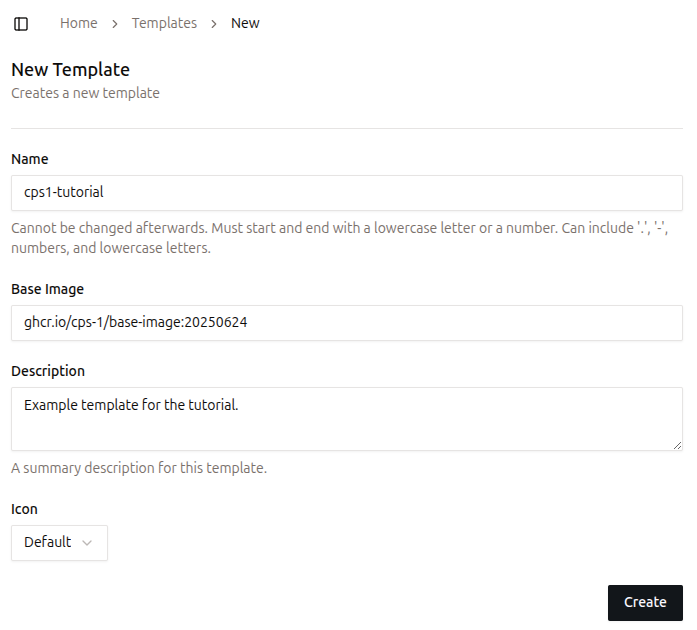 Home > Templates > New
New Template
Creates a new template
Name
cps1-tutorial
Cannot be changed afterwards. Must start and end with a lowercase letter or a number. Can include '.', '-',
numbers, and lowercase letters.
Base Image
ghcr.io/cps-1/base-image:20250624
Description
Example template for the tutorial.
A summary description for this template.
Icon
Default
Create